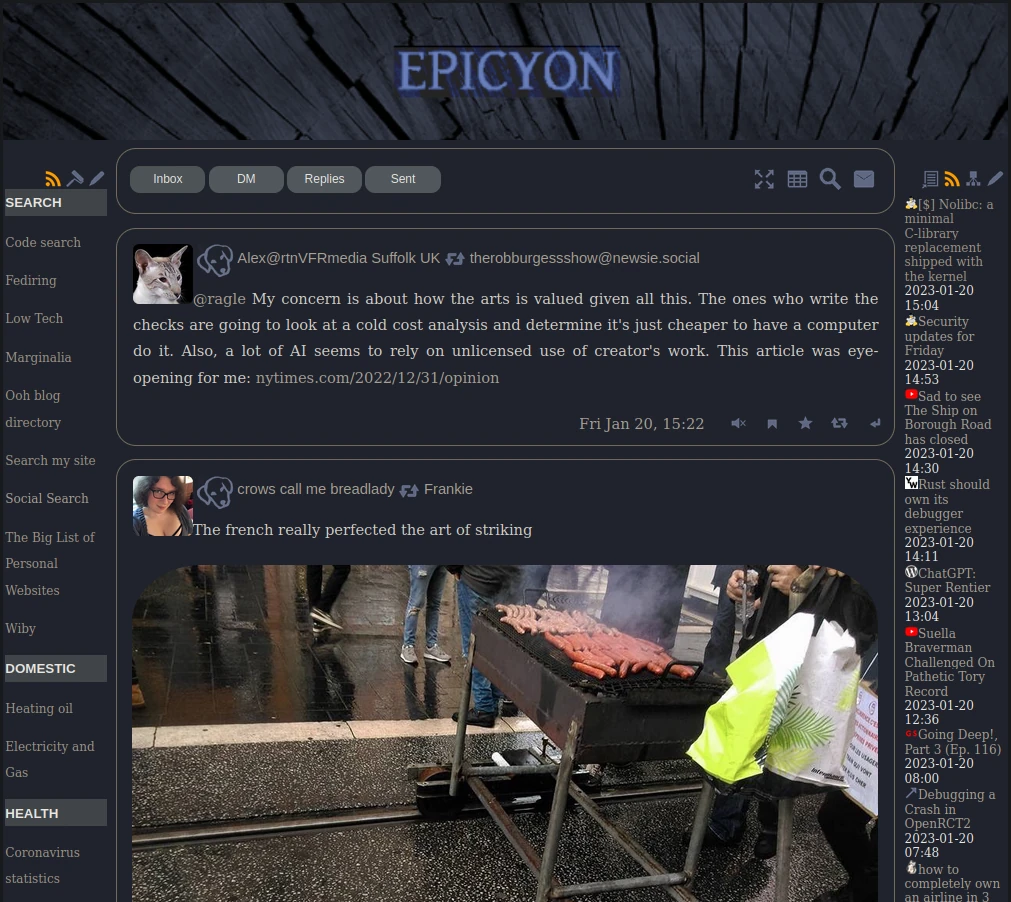 EPICYON
SEARCH
Code search
Fediring
Low Tech
Marginalia
Ooh blog
directory
Search my site
Social Search
The Big List of
Personal
Websites
Wiby
DOMESTIC
Heating oil
Electricity and
Gas
HEALTH
Coronavirus
statistics
Inbox
DM
Replies
Sent
Alex@rtnVFRmedia Suffolk UK therobburgessshow@newsie.social
@ragle My concern is about how the arts is valued given all this. The ones who write the
checks are going to look at a cold cost analysis and determine it's just cheaper to have a computer
do it. Also, a lot of AI seems to rely on unlicensed use of creator's work. This article was eye-
opening for me: nytimes.com/2022/12/31/opinion
Fri Jan 20, 15:22
crows call me breadlady Frankie
The french really perfected the art of striking
[$] Nolibc: a
minimal
C-library
replacement
shipped with
the kernel
2023-01-20
15:04
Security
updates for
Friday
2023-01-20
14:53
Sad to see
The Ship on
Borough Road
has closed
2023-01-20
14:30
Rust should
own its
debugger
experience
2023-01-20
14:11
ChatGPT:
Super Rentier
2023-01-20
13:04
Suella
Braverman
Challenged On
Pathetic Tory
Record
2023-01-20
12:36
Going Deep!,
Part 3 (Ep. 116)
2023-01-20
08:00
Debugging a
Crash in
OpenRCT2
2023-01-20
07:48
how to
completely own
an airline in 3